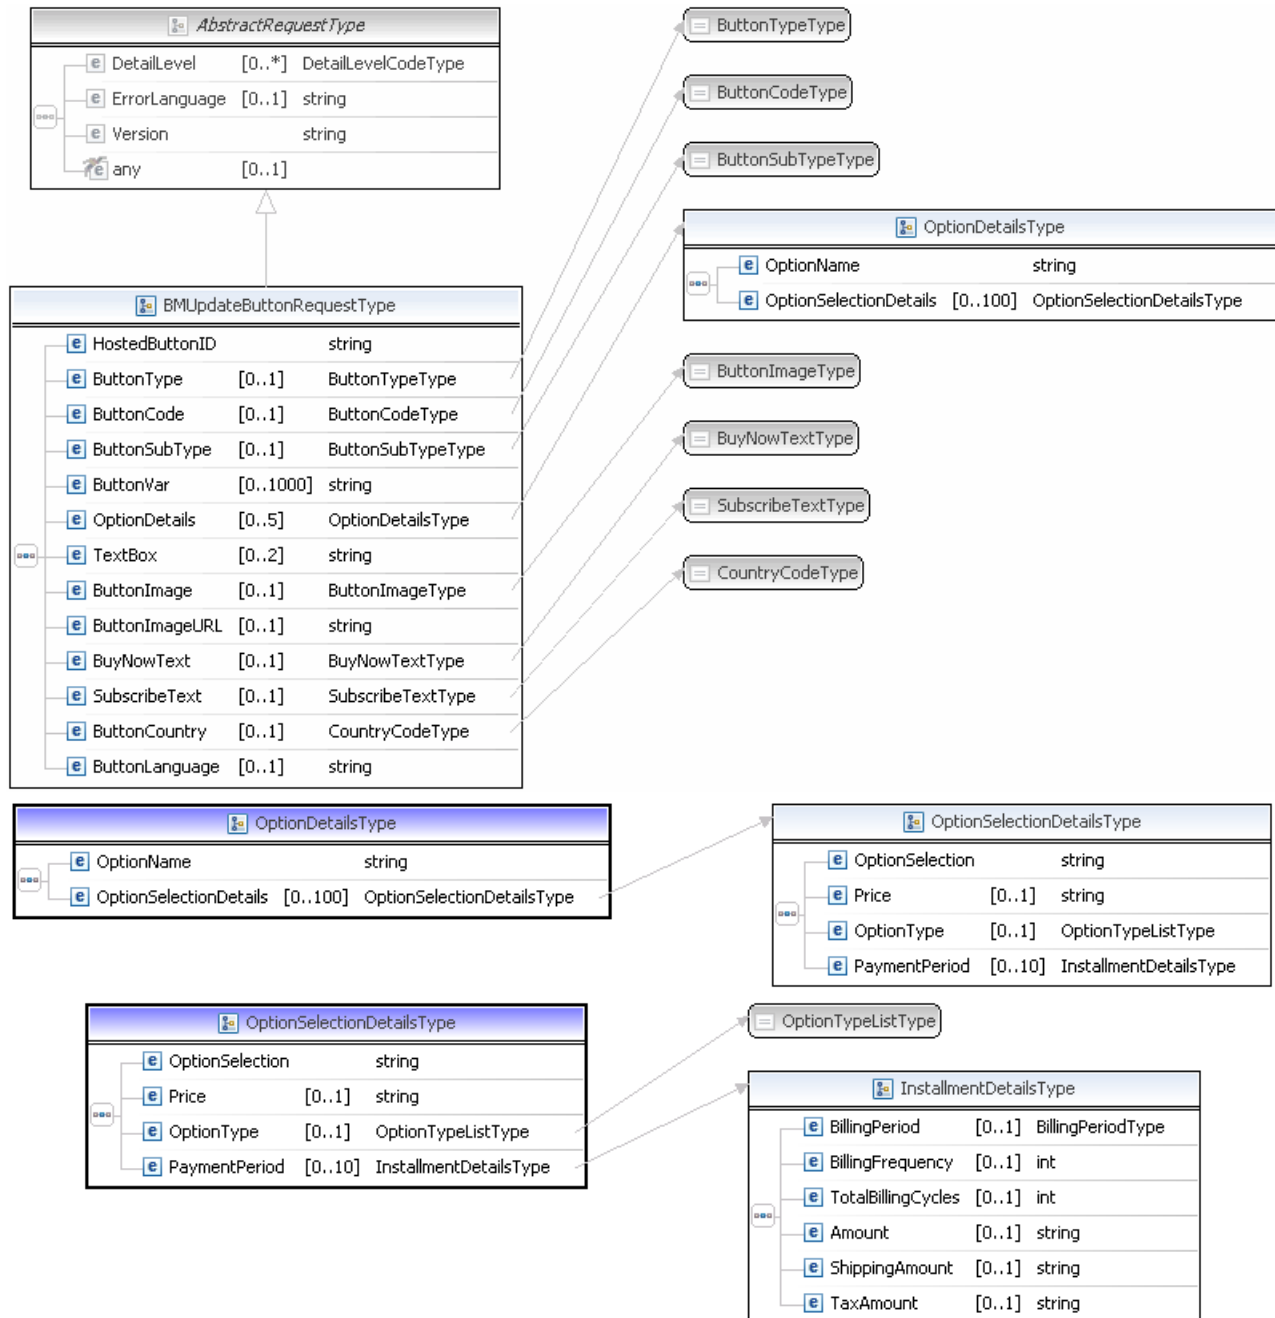 AbstractRequestType
DetailLevel [0..*] DetailLevelCodeType
ErrorLanguage [0..1] string
Version string
any [0..1]
ButtonTypeType
ButtonCodeType
ButtonSubTypeType
OptionDetailsType
OptionName string
OptionSelectionDetails [0..100] OptionSelectionDetailsType
ButtonImageType
BuyNowTextType
SubscribeTextType
CountryCodeType
BMUpdateButtonRequestType
HostedButtonID string
ButtonType [0..1] ButtonTypeType
ButtonCode [0..1] ButtonCodeType
ButtonSubType [0..1] ButtonSubTypeType
ButtonVar [0..1000] string
OptionDetails [0..5] OptionDetailsType
TextBox [0..2] string
ButtonImage [0..1] ButtonImageType
ButtonImageURL [0..1] string
BuyNowText [0..1] BuyNowTextType
SubscribeText [0..1] SubscribeTextType
ButtonCountry [0..1] CountryCodeType
ButtonLanguage [0..1] string
OptionDetailsType
OptionName string
OptionSelectionDetails [0..100] OptionSelectionDetailsType
OptionSelectionDetailsType
OptionSelection string
Price [0..1] string
OptionType [0..1] OptionTypeListType
PaymentPeriod [0..10] InstallmentDetailsType
OptionSelectionDetailsType
OptionSelection string
Price [0..1] string
OptionType [0..1] OptionTypeListType
PaymentPeriod [0..10] InstallmentDetailsType
OptionTypeListType
InstallmentDetailsType
BillingPeriod [0..1] BillingPeriodType
BillingFrequency [0..1] int
TotalBillingCycles [0..1] int
Amount [0..1] string
ShippingAmount [0..1] string
TaxAmount [0..1] string